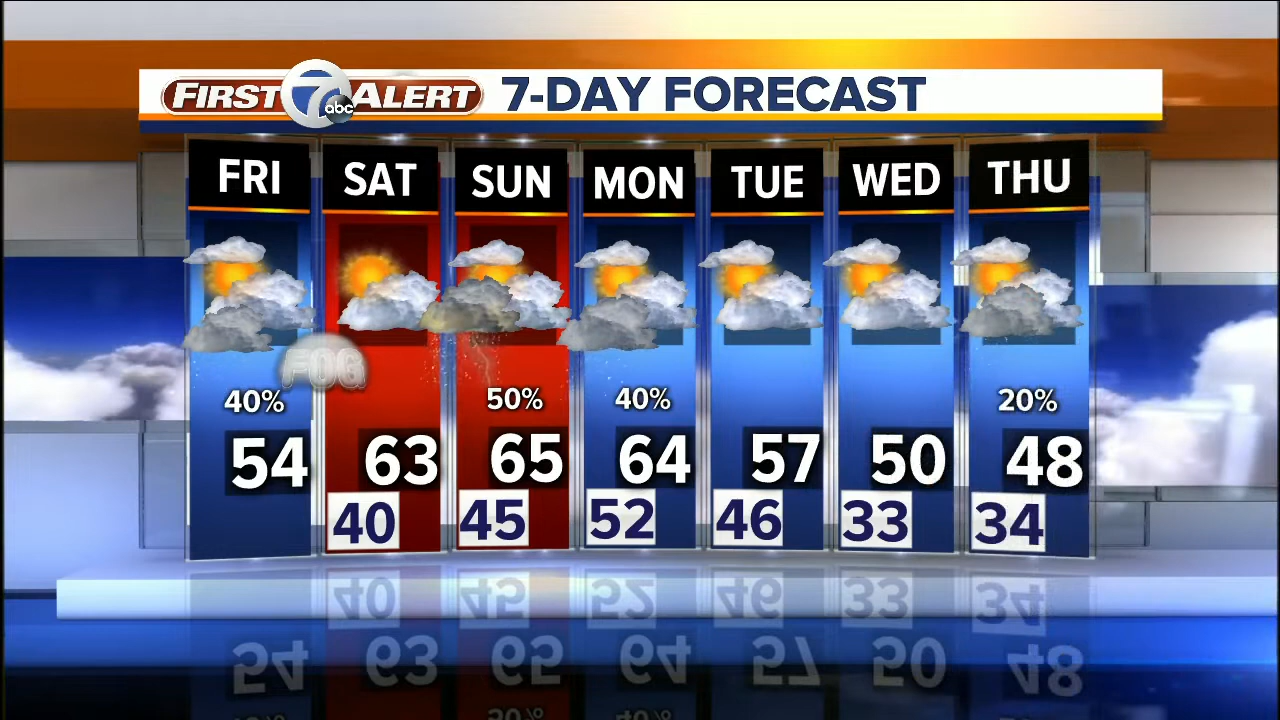 FIRST 7 abc ALERT 7-DAY FORECAST
FRI SAT SUN MON TUE WED THU
FOG
40% 50% 40% 20%
54 63 65 64 57 50 48
40 45 52 46 33 34